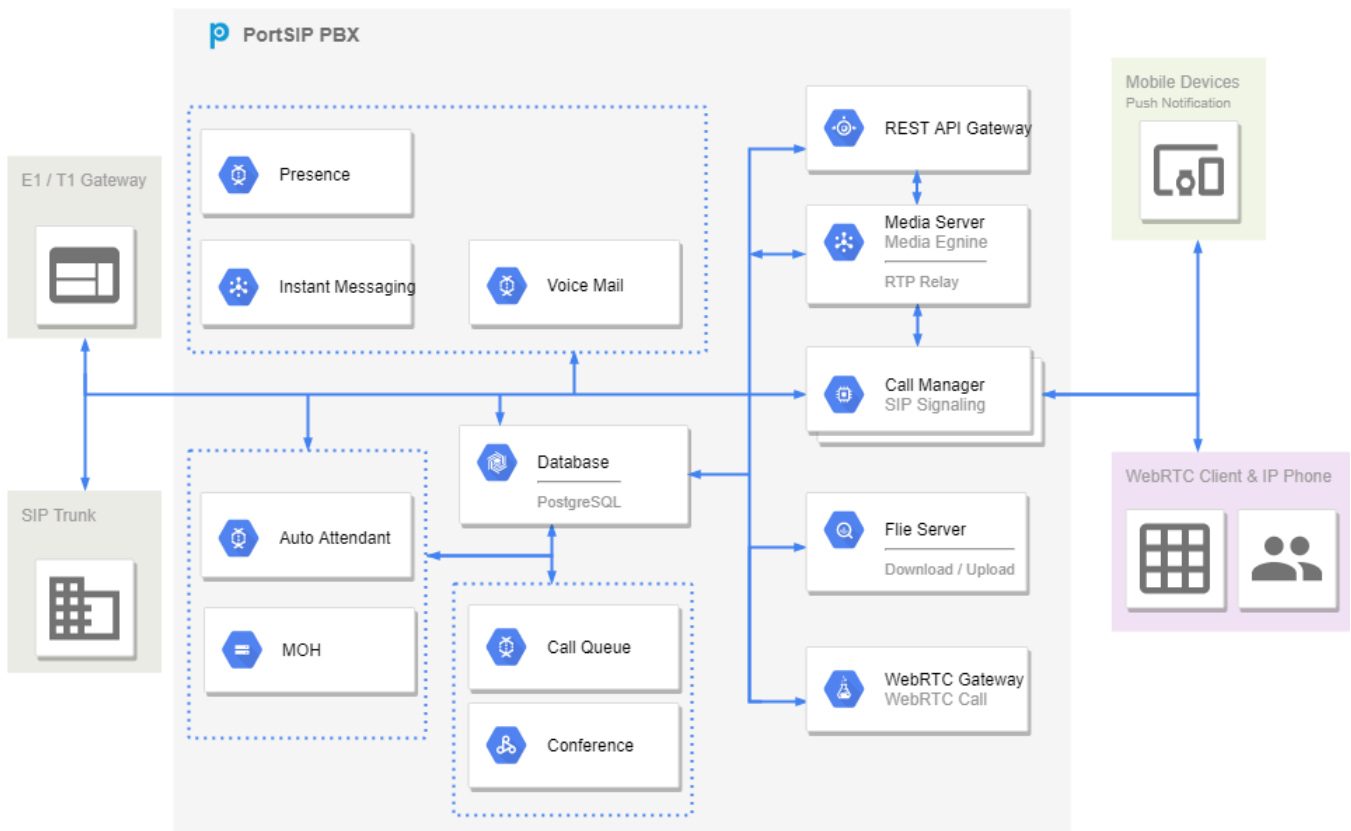 PortSIP PBX
E1 / T1 Gateway
SIP Trunk
Presence
Instant Messaging
Voice Mail
Auto Attendant
MOH
Database
PostgreSQL
Call Queue
Conference
REST API Gateway
Media Server
Media Egnine
RTP Relay
Call Manager
SIP Signaling
Flie Server
Download / Upload
WebRTC Gateway
WebRTC Call
Mobile Devices
Push Notification
WebRTC Client & IP Phone